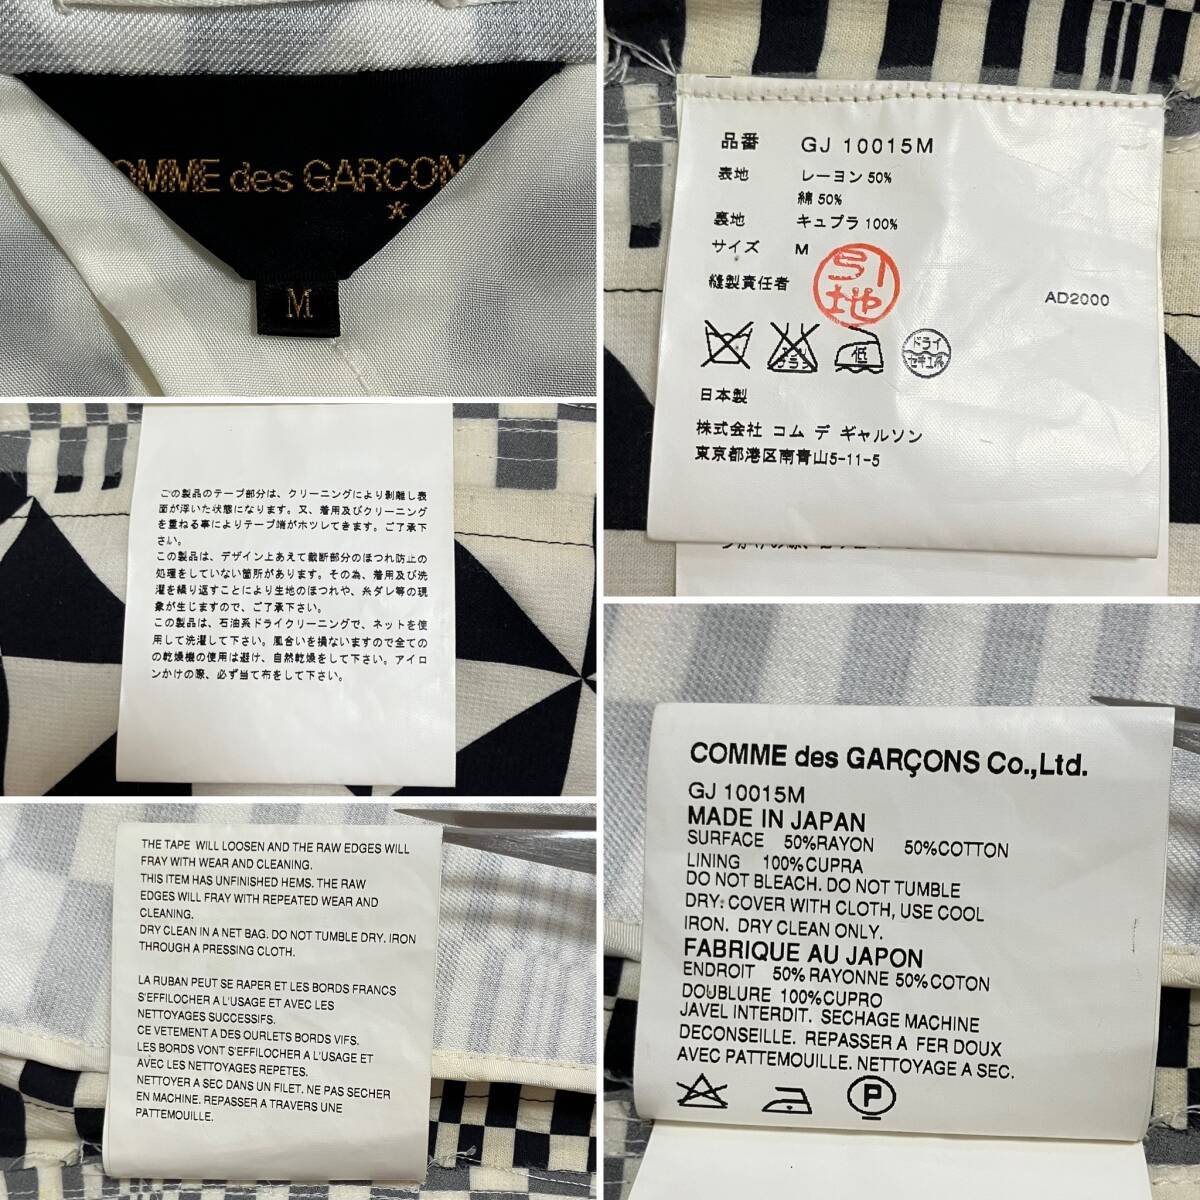 COMME des GARÇON
*
M
品番 GJ 10015M
表地 レーヨン 50%
綿 50%
裏地 キュプラ 100%
サイズ M
縫製責任者
引地
AD2000
低
ドライ
セキユ系
日本製
株式会社 コム デ ギャルソン
東京都港区南青山5-11-5
この製品のテープ部分は、クリーニングにより剥離し表
面が浮いた状態になります。又、着用及びクリーニング
を重ねる事によりテープ端がホツレてきます。ご了承下
さい。
この製品は、デザイン上あえて裁断部分のほつれ防止の
処理をしていない箇所があります。その為、着用及び洗
濯を繰り返すことにより生地のほつれや、糸ダレ等の現
象が生じますので、ご了承下さい。
この製品は、石油系ドライクリーニングで、ネットを使
用して洗濯して下さい。風合いを損ないますので全ての
の乾燥機の使用は避け、自然乾燥をして下さい。アイロ
ンかけの際、必ず当て布をして下さい。
COMME des GARÇONS Co.,Ltd.
GJ 10015M
MADE IN JAPAN
SURFACE 50%RAYON 50%COTTON
LINING 100%CUPRA
DO NOT BLEACH. DO NOT TUMBLE
DRY. COVER WITH CLOTH, USE COOL
IRON. DRY CLEAN ONLY.
FABRIQUE AU JAPON
ENDROIT 50%RAYONNE 50%COTON
DOUBLURE 100%CUPRO
JAVEL INTERDIT. SECHAGE MACHINE
DECONSEILLE. REPASSER A FER DOUX
AVEC PATTEMOUILLE. NETTOYAGE A SEC.
P
THE TAPE WILL LOOSEN AND THE RAW EDGES WILL
FRAY WITH WEAR AND CLEANING.
THIS ITEM HAS UNFINISHED HEMS. THE RAW
EDGES WILL FRAY WITH REPEATED WEAR AND
CLEANING.
DRY CLEAN IN A NET BAG. DO NOT TUMBLE DRY. IRON
THROUGH A PRESSING CLOTH.
LA RUBAN PEUT SE RAPER ET LES BORDS FRANCS
S'EFFILOCHER A L'USAGE ET AVEC LES
NETTOYAGES SUCCESSIFS.
CE VETEMENT A DES OURLETS BORDS VIFS.
LES BORDS VONT S'EFFILOCHER A L'USAGE ET
AVEC LES NETTOYAGES REPETES.
NETTOYER A SEC DANS UN FILET. NE PAS SECHER
EN MACHINE. REPASSER A TRAVERS UNE
PATTEMOUILLE.